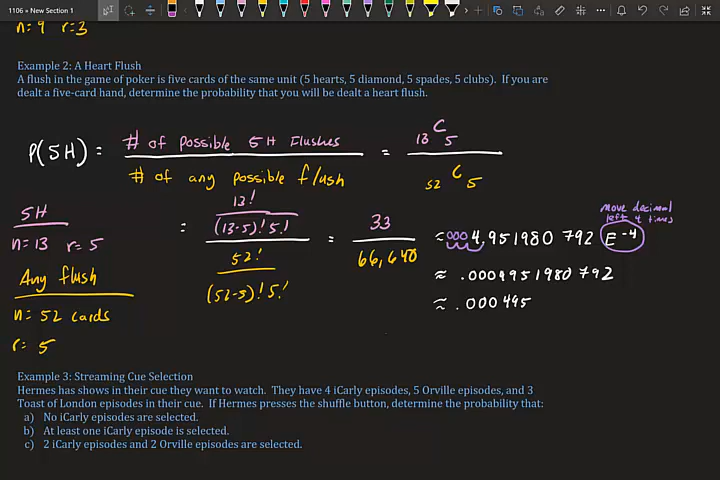 1106 » New Section 1
n=9 r=3
Example 2: A Heart Flush
A flush in the game of poker is five cards of the same unit (5 hearts, 5 diamond, 5 spades, 5 clubs). If you are
dealt a five-card hand, determine the probability that you will be dealt a heart flush.
P(5H) = # of possible 5H Flushes / # of any possible flush = 13C5 / 52C5
5H
n=13 r=5
Any flush
n= 52 cards
r= 5
= 13! / (13-5)! 5! / 52! / (52-5)! 5! = 33 / 66,640 ≈ 000 4.951980 792 E-4
move decimal
left 4 times
≈ .0004951980 792
≈ .000495
Example 3: Streaming Cue Selection
Hermes has shows in their cue they want to watch. They have 4 iCarly episodes, 5 Orville episodes, and 3
Toast of London episodes in their cue. If Hermes presses the shuffle button, determine the probability that:
a) No iCarly episodes are selected.
b) At least one iCarly episode is selected.
c) 2 iCarly episodes and 2 Orville episodes are selected.